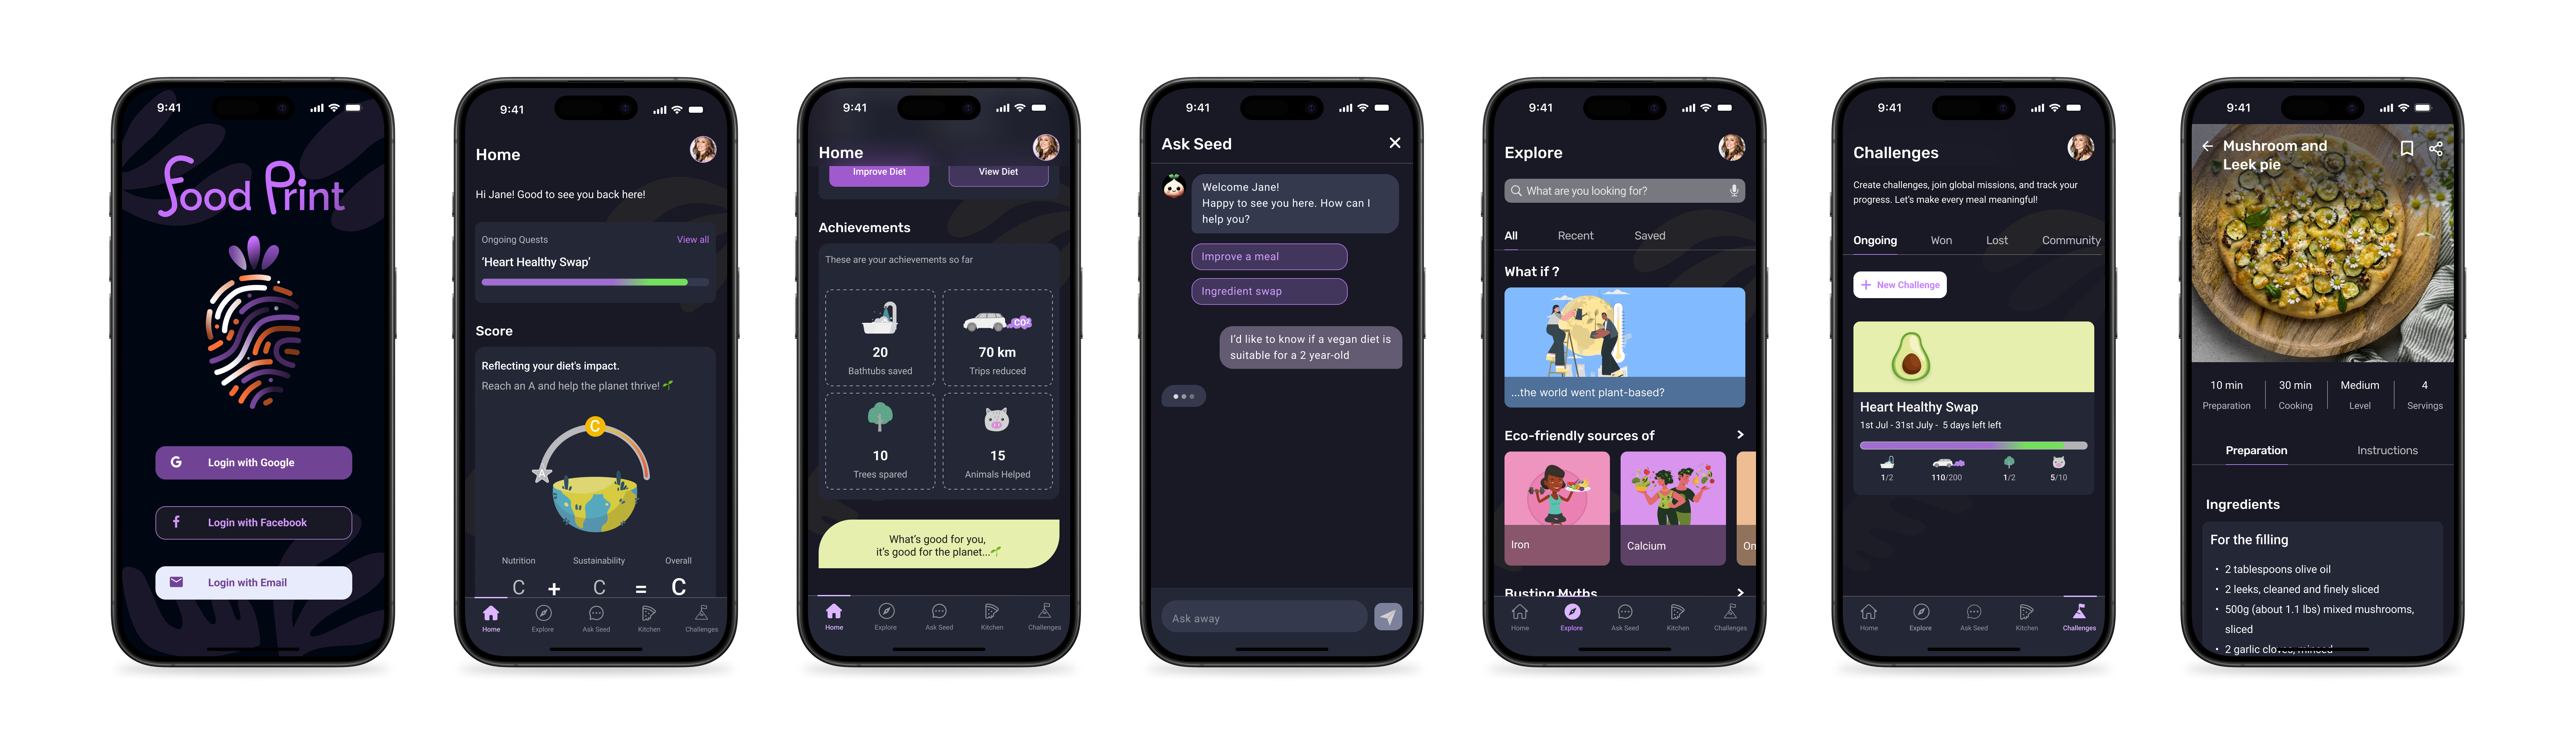 9:41
Food Print
G Login with Google
f Login with Facebook
Login with Email
9:41
Home
Hi Jane! Good to see you back here!
Ongoing Quests View all
‘Heart Healthy Swap’
Score
Reflecting your diet's impact.
Reach an A and help the planet thrive!
C
A
Nutrition Sustainability Overall
C + C = C
Home Explore Ask Seed Kitchen Challenges
9:41
Home
Improve Diet View Diet
Achievements
These are your achievements so far
CO²
20 70 km
Bathtubs saved Trips reduced
10 15
Trees spared Animals Helped
What’s good for you,
it’s good for the planet...
Home Explore Ask Seed Kitchen Challenges
9:41
Ask Seed
Welcome Jane!
Happy to see you here. How can I
help you?
Improve a meal
Ingredient swap
I’d like to know if a vegan diet is
suitable for a 2 year-old
Ask away
9:41
Explore
What are you looking for?
All Recent Saved
What if ?
...the world went plant-based?
Eco-friendly sources of
Iron Calcium Om
Busting Myths
Home Explore Ask Seed Kitchen Challenges
9:41
Challenges
Create challenges, join global missions, and track your
progress. Let’s make every meal meaningful!
Ongoing Won Lost Community
+ New Challenge
Heart Healthy Swap
1st Jul - 31st July - 5 days left left
1/2 110/200 1/2 5/10
Home Explore Ask Seed Kitchen Challenges
9:41
Mushroom and
Leek pie
10 min 30 min Medium 4
Preparation Cooking Level Servings
Preparation Instructions
Ingredients
For the filling
• 2 tablespoons olive oil
• 2 leeks, cleaned and finely sliced
• 500g (about 1.1 lbs) mixed mushrooms,
sliced
• 2 garlic cloves, minced